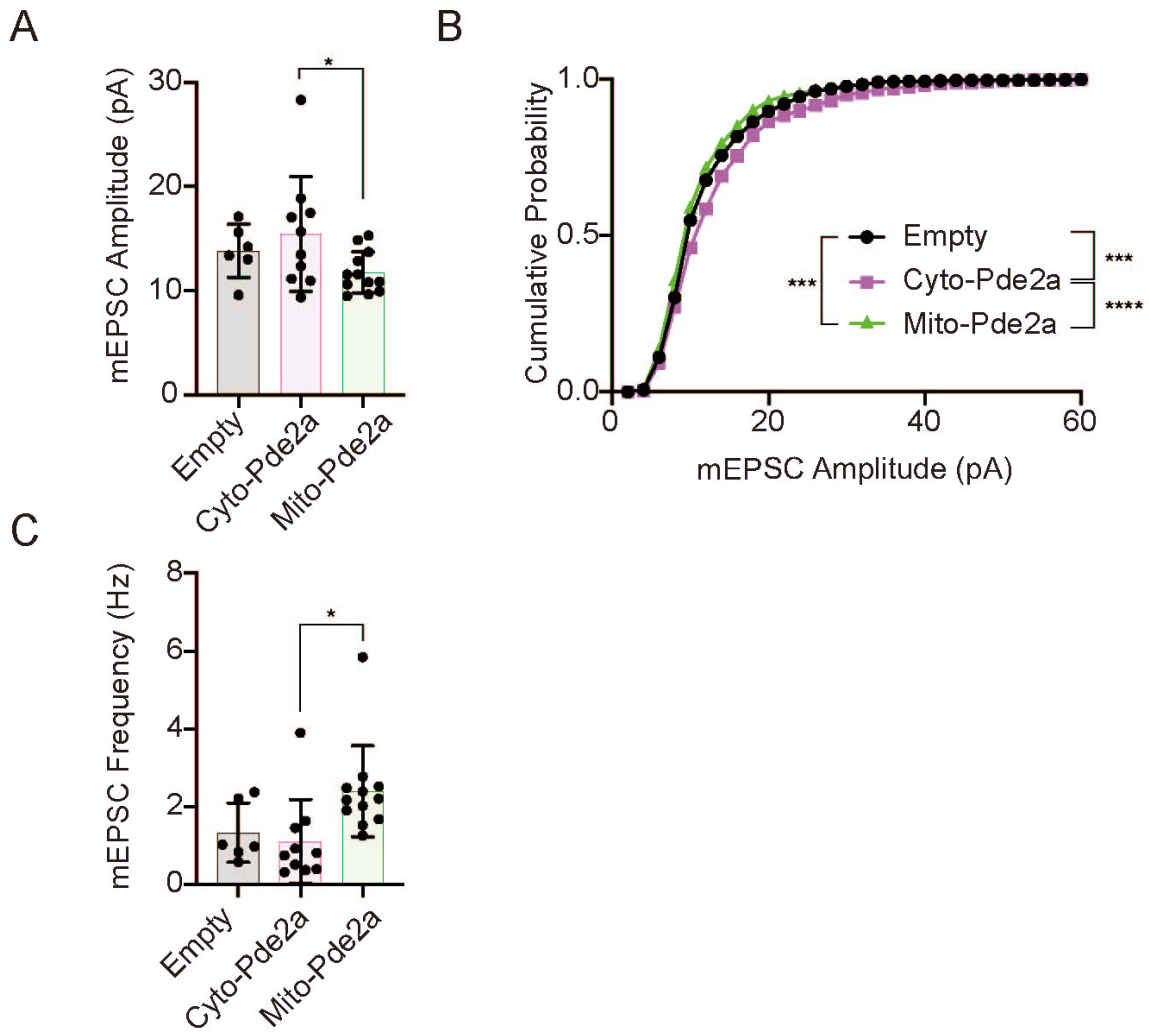 A
mEPSC Amplitude (pA)
30
20
10
0
*
Empty
Cyto-Pde2a
Mito-Pde2a
B
Cumulative Probability
1.0
0.5
0.0
0
20
40
60
mEPSC Amplitude (pA)
Empty
Cyto-Pde2a
Mito-Pde2a
***
***
****
C
mEPSC Frequency (Hz)
8
6
4
2
0
*
Empty
Cyto-Pde2a
Mito-Pde2a